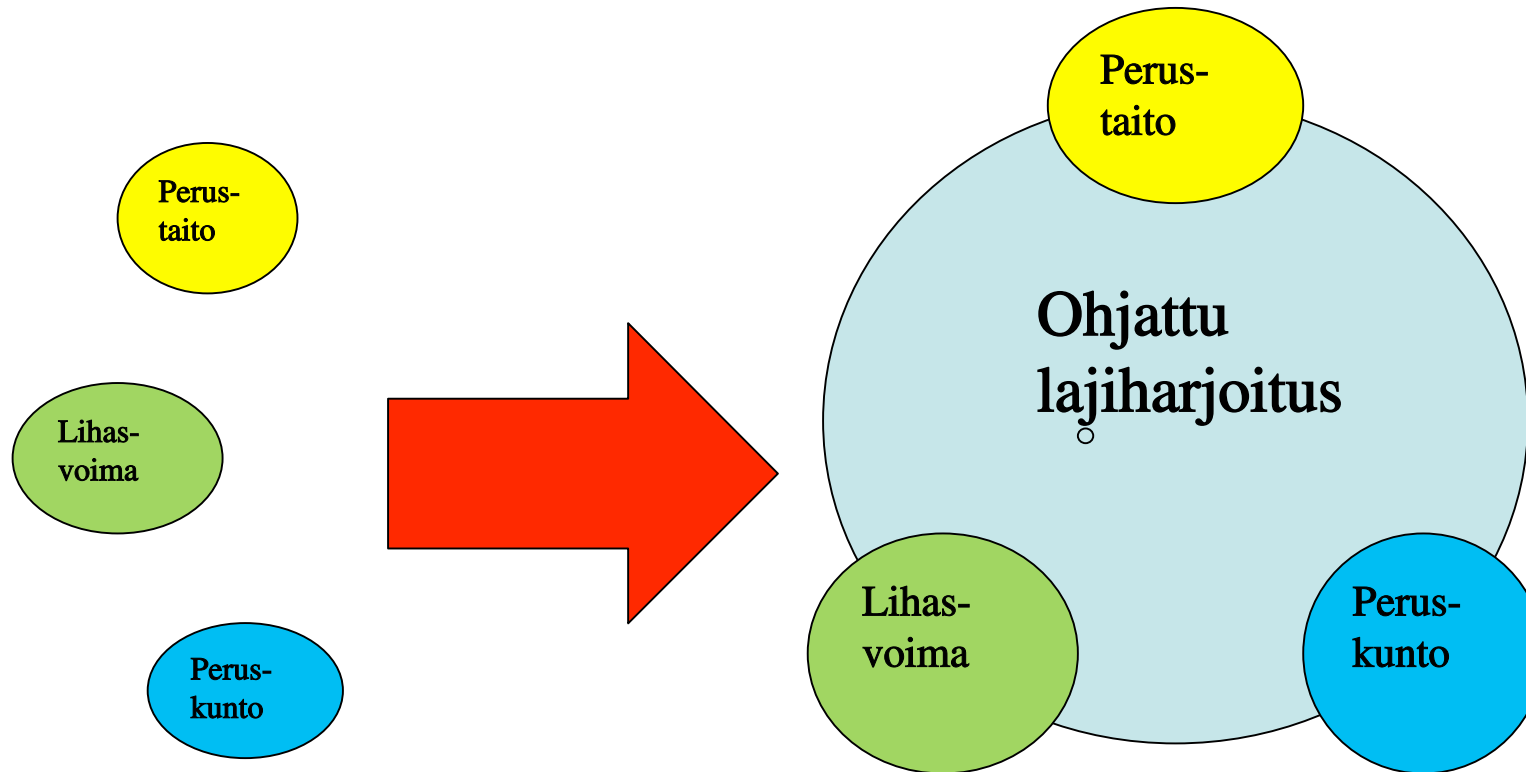 Perus-
taito
Lihas-
voima
Perus-
kunto
Perus-
taito
Ohjattu
lajiharjoitus
Lihas-
voima
Perus-
kunto